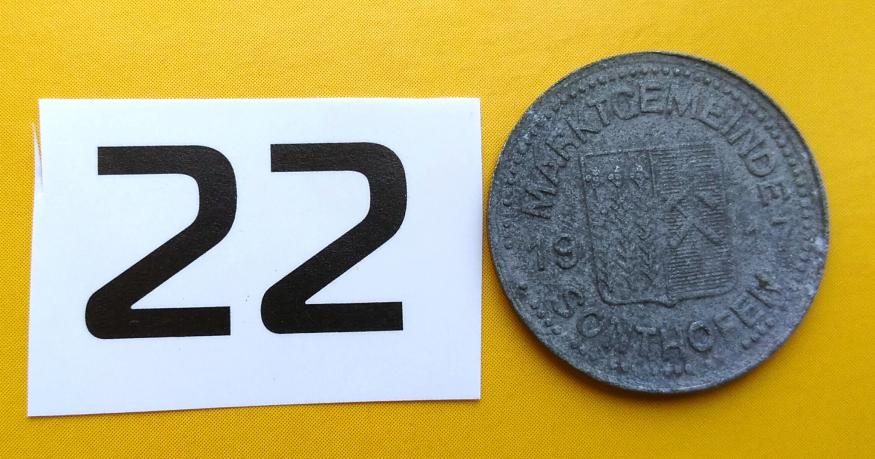 22
MARKTGEMEINDE
19
SONTHOFEN